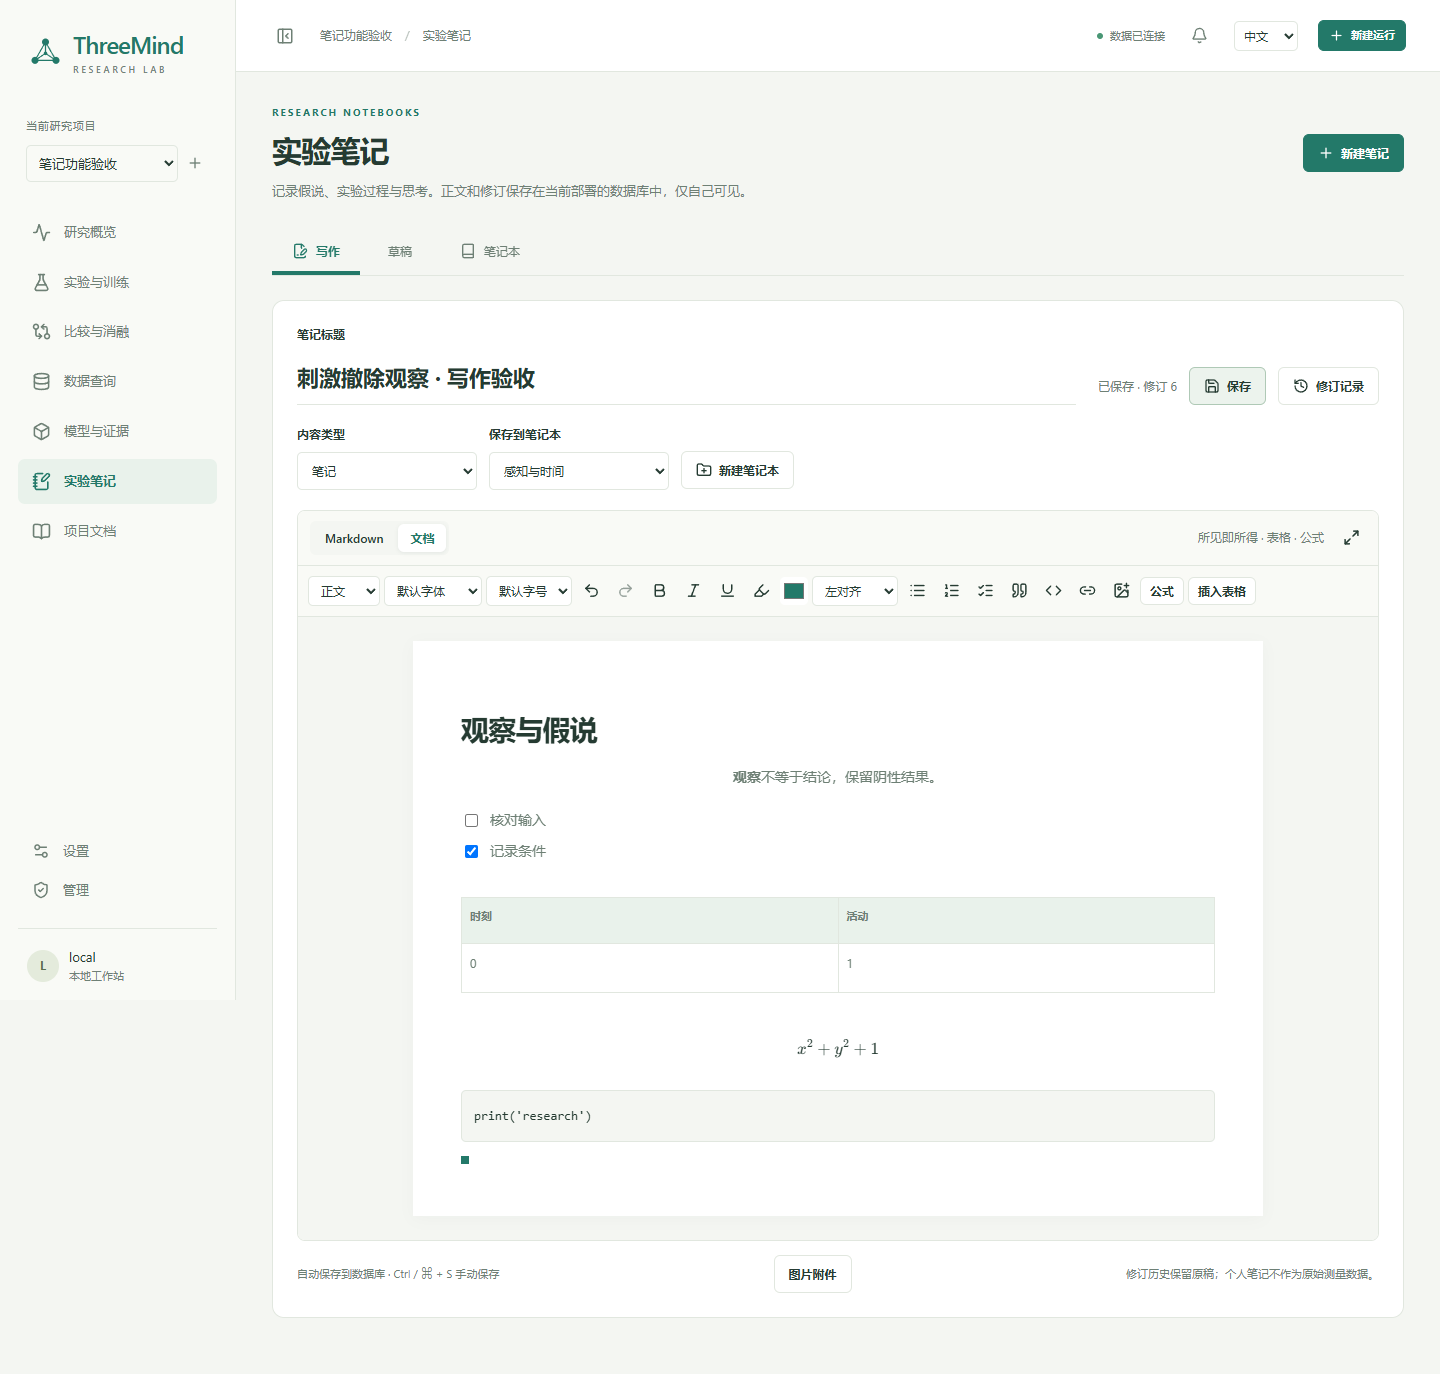 ThreeMind
RESEARCH LAB
当前研究项目
笔记功能验收
研究概览
实验与训练
比较与消融
数据查询
模型与证据
实验笔记
项目文档
设置
管理
L
local
本地工作站
笔记功能验收 / 实验笔记
数据已连接
中文
新建运行
RESEARCH NOTEBOOKS
实验笔记
记录假说、实验过程与思考。正文和修订保存在当前部署的数据库中，仅自己可见。
新建笔记
写作
草稿
笔记本
笔记标题
刺激撤除观察 · 写作验收
已保存 · 修订 6
保存
修订记录
内容类型
保存到笔记本
笔记
感知与时间
新建笔记本
Markdown
文档
所见即所得 · 表格 · 公式
正文
默认字体
默认字号
左对齐
公式
插入表格
观察与假说
观察不等于结论，保留阴性结果。
核对输入
记录条件
时刻 活动
0 1
x² + y² + 1
print('research')
自动保存到数据库 · Ctrl / ⌘ + S 手动保存
图片附件
修订历史保留原稿；个人笔记不作为原始测量数据。